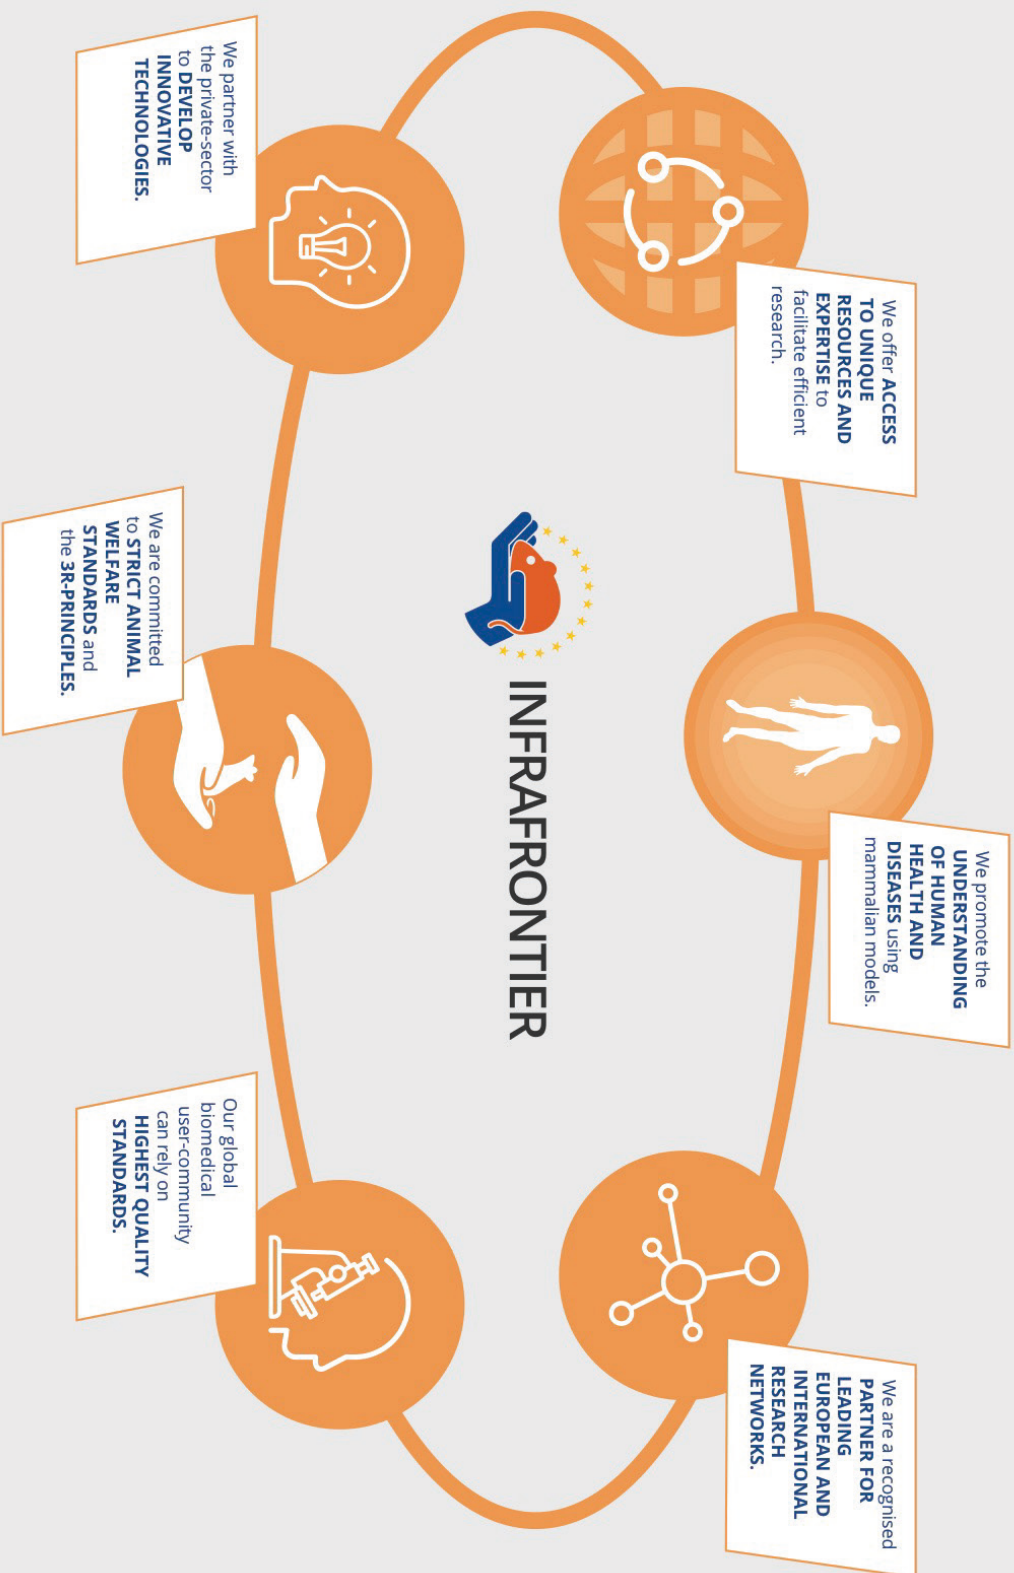 We offer ACCESS
TO UNIQUE
RESOURCES AND
EXPERTISE to
facilitate efficient
research.
We promote the
UNDERSTANDING
OF HUMAN
HEALTH AND
DISEASES using
mammalian models.
We are a recognised
PARTNER FOR
LEADING
EUROPEAN AND
INTERNATIONAL
RESEARCH
NETWORKS.
INFRAFRONTIER
We partner with
the private-sector
to DEVELOP
INNOVATIVE
TECHNOLOGIES.
We are committed
to STRICT ANIMAL
WELFARE
STANDARDS and
the 3R-PRINCIPLES.
Our global
biomedical
user-community
can rely on
HIGHEST QUALITY
STANDARDS.